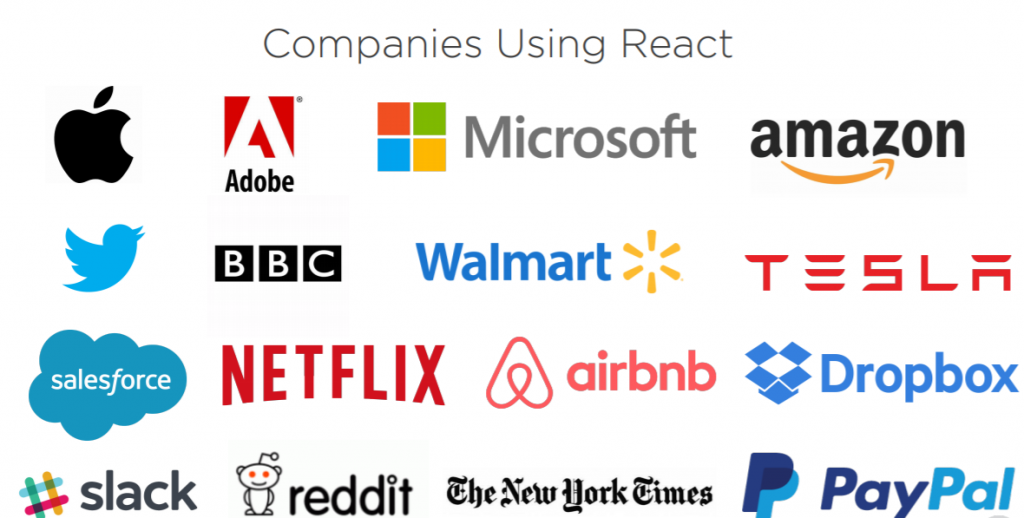 Companies Using React
Adobe®
Microsoft
amazon
BBC
Walmart
TESLA
salesforce
NETFLIX
airbnb
Dropbox
slack
reddit
The New York Times
PayPal